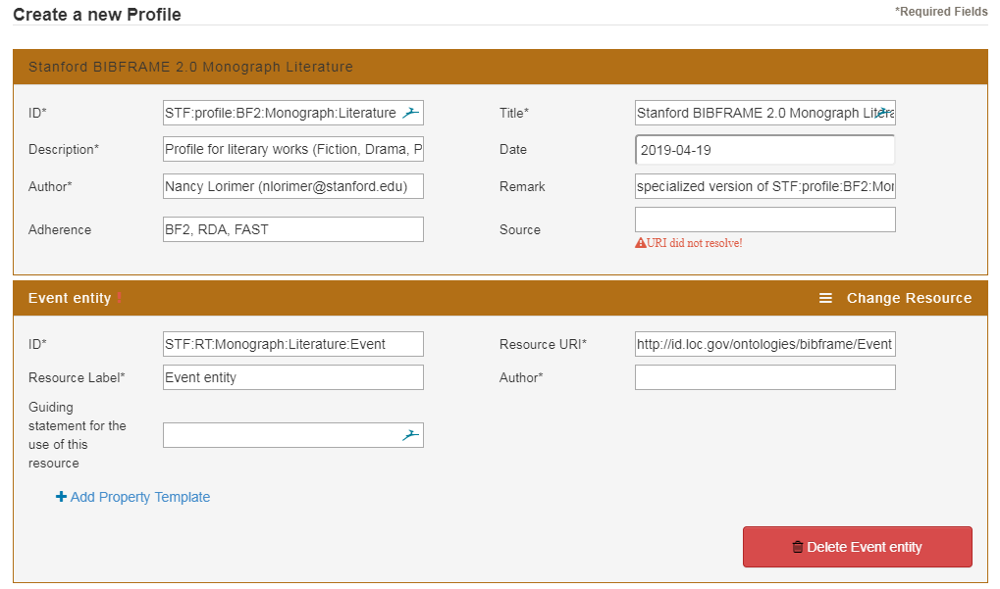 Create a new Profile
*Required Fields
Stanford BIBFRAME 2.0 Monograph Literature
ID* STF:profile:BF2:Monograph:Literature Title* Stanford BIBFRAME 2.0 Monograph Litera
Description* Profile for literary works (Fiction, Drama, P Date 2019-04-19
Author* Nancy Lorimer (nlorimer@stanford.edu) Remark specialized version of STF:profile:BF2:Mor
Adherence BF2, RDA, FAST Source
URI did not resolve!
Event entity Change Resource
ID* STF:RT:Monograph:Literature:Event Resource URI* http://id.loc.gov/ontologies/bibframe/Event
Resource Label* Event entity Author*
Guiding
statement for the
use of this
resource
Add Property Template
Delete Event entity